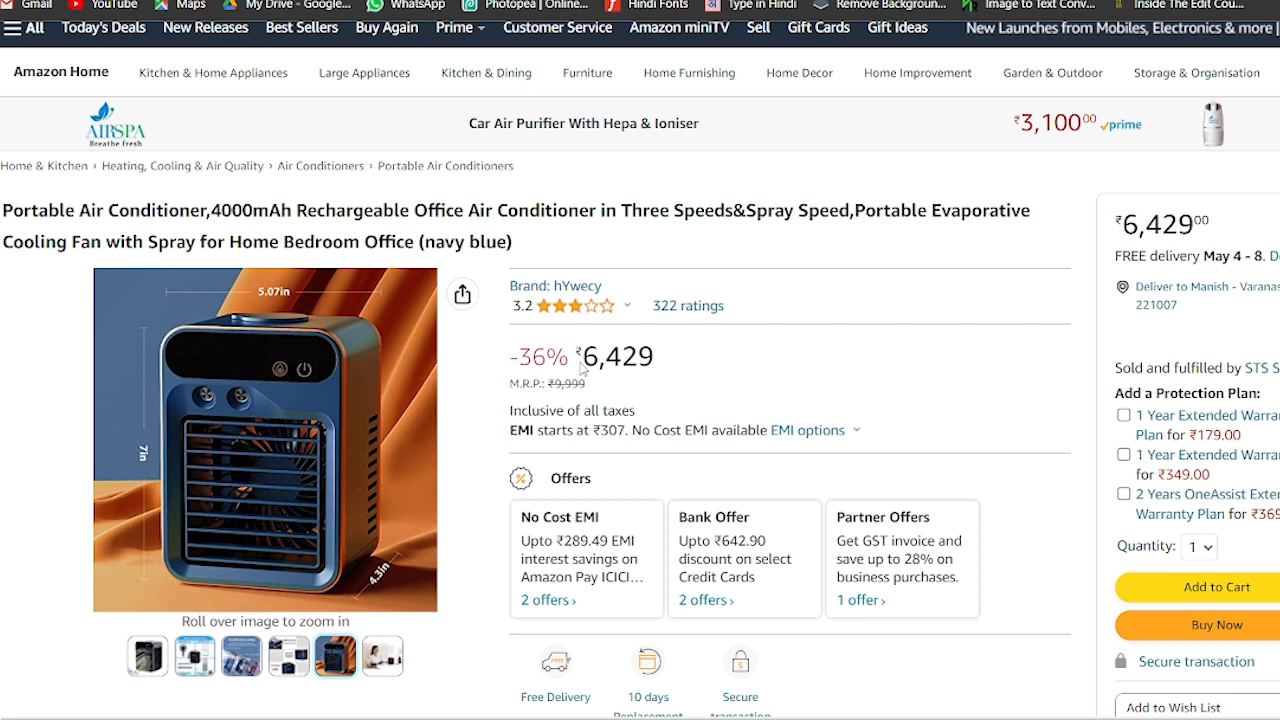 Gmail YouTube Maps My Drive - Google... WhatsApp Photopea | Online... Hindi Fonts Type in Hindi Remove Backgroun... Image to Text Conv... Inside The Edit Cou...
All Today's Deals New Releases Best Sellers Buy Again Prime Customer Service Amazon miniTV Sell Gift Cards Gift Ideas New Launches from Mobiles, Electronics & more |
Amazon Home Kitchen & Home Appliances Large Appliances Kitchen & Dining Furniture Home Furnishing Home Decor Home Improvement Garden & Outdoor Storage & Organisation
AIRSPA
Breathe fresh
Car Air Purifier With Hepa & Ioniser
₹3,10000 prime
Home & Kitchen › Heating, Cooling & Air Quality › Air Conditioners › Portable Air Conditioners
Portable Air Conditioner,4000mAh Rechargeable Office Air Conditioner in Three Speeds&Spray Speed,Portable Evaporative
Cooling Fan with Spray for Home Bedroom Office (navy blue)
5.07in
7in
4.3in
Roll over image to zoom in
Brand: hYwecy
3.2 322 ratings
-36% ₹6,429
M.R.P.: ₹9,999
Inclusive of all taxes
EMI starts at ₹307. No Cost EMI available EMI options
Offers
No Cost EMI
Upto ₹289.49 EMI
interest savings on
Amazon Pay ICICI...
2 offers ›
Bank Offer
Upto ₹642.90
discount on select
Credit Cards
2 offers ›
Partner Offers
Get GST invoice and
save up to 28% on
business purchases.
1 offer ›
FREE
Free Delivery
10 days
Replacement
Secure
transaction
₹6,42900
FREE delivery May 4 - 8.
Deliver to Manish - Varanas
221007
Sold and fulfilled by STS S
Add a Protection Plan:
1 Year Extended Warra
Plan for ₹179.00
1 Year Extended Warra
for ₹349.00
2 Years OneAssist Exte
Warranty Plan for ₹369
Quantity: 1
Add to Cart
Buy Now
Secure transaction
Add to Wish List